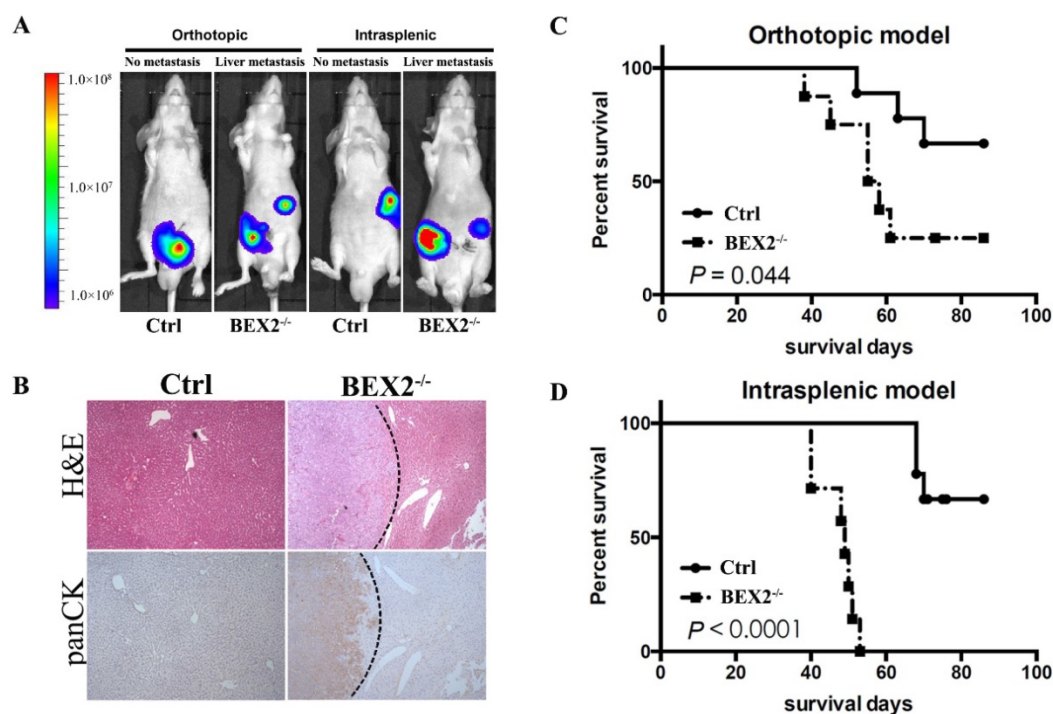 A
Orthotopic
Intrasplenic
No metastasis
Liver metastasis
No metastasis
Liver metastasis
1.0×10⁸
1.0×10⁷
1.0×10⁶
Ctrl
BEX2⁻/⁻
Ctrl
BEX2⁻/⁻
B
Ctrl
BEX2⁻/⁻
H&E
panCK
C
Orthotopic model
Percent survival
100
50
0
Ctrl
BEX2⁻/⁻
P = 0.044
0 20 40 60 80 100
survival days
D
Intrasplenic model
Percent survival
100
50
0
Ctrl
BEX2⁻/⁻
P < 0.0001
0 20 40 60 80 100
survival days